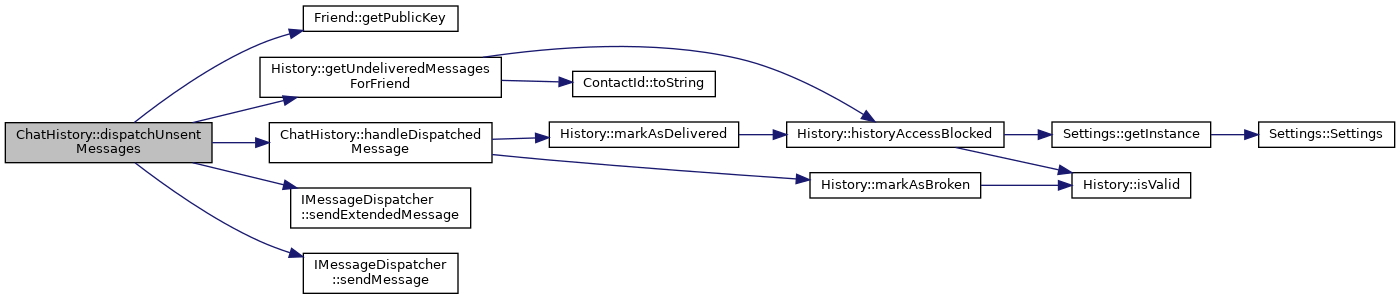 ChatHistory::dispatchUnsent
Messages
Friend::getPublicKey
History::getUndeliveredMessages
ForFriend
ContactId::toString
ChatHistory::handleDispatched
Message
History::markAsDelivered
History::historyAccessBlocked
Settings::getInstance
Settings::Settings
History::markAsBroken
History::isValid
IMessageDispatcher
::sendExtendedMessage
IMessageDispatcher
::sendMessage